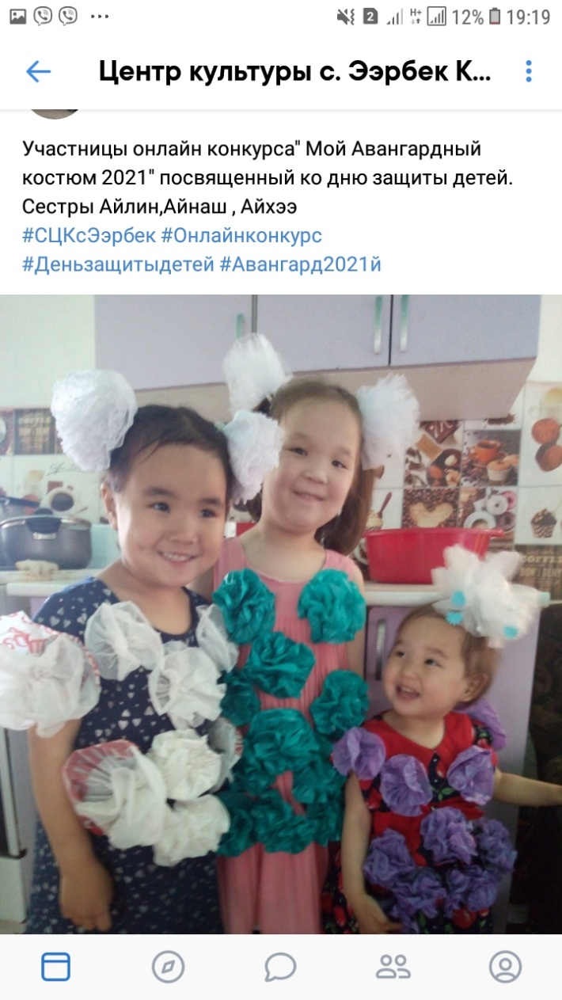 12% 19:19
Центр культуры с. Ээрбек К...
Участницы онлайн конкурса" Мой Авангардный
костюм 2021" посвященный ко дню защиты детей.
Сестры Айлин,Айнаш , Айхээ
#СЦКсЭэрбек #Онлайнконкурс
#Деньзащитыдетей #Авангард2021й